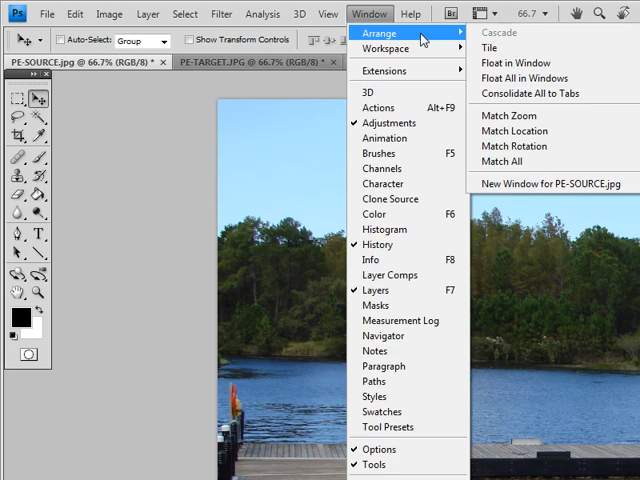 Ps File Edit Image Layer Select Filter Analysis 3D View Window Help Br 66.7
Auto-Select: Group Show Transform Controls
PE-SOURCE.jpg @ 66.7% (RGB/8) * × PE-TARGET.JPG @ 66.7% (RGB/8) * ×
Arrange
Workspace
Extensions
3D
Actions Alt+F9
Adjustments
Animation
Brushes F5
Channels
Character
Clone Source
Color F6
Histogram
History
Info F8
Layer Comps
Layers F7
Masks
Measurement Log
Navigator
Notes
Paragraph
Paths
Styles
Swatches
Tool Presets
Options
Tools
Cascade
Tile
Float in Window
Float All in Windows
Consolidate All to Tabs
Match Zoom
Match Location
Match Rotation
Match All
New Window for PE-SOURCE.jpg
T